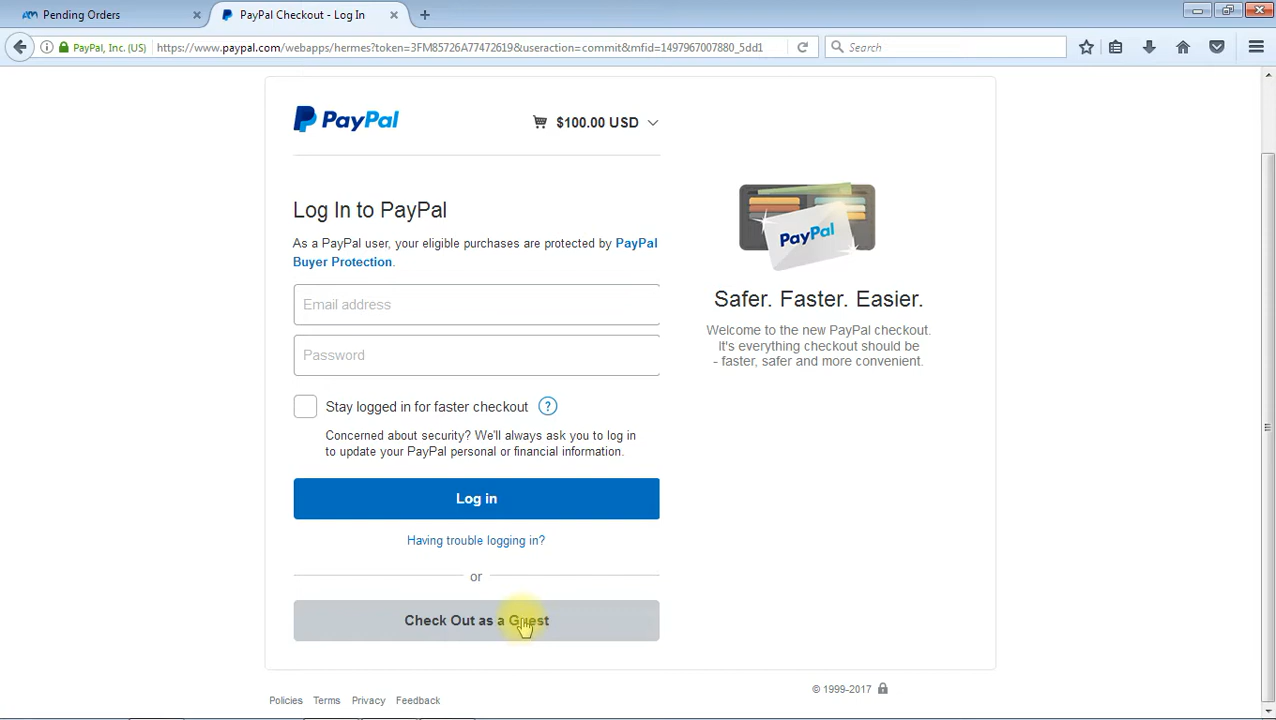 Pending Orders
PayPal Checkout - Log In
PayPal, Inc. (US)
https://www.paypal.com/webapps/hermes?token=3FM85726A77472619&useraction=commit&mfid=1497967007880_5dd1
Search
PayPal
$100.00 USD
Log In to PayPal
As a PayPal user, your eligible purchases are protected by PayPal
Buyer Protection.
Email address
Password
Stay logged in for faster checkout ?
Concerned about security? We'll always ask you to log in
to update your PayPal personal or financial information.
Log in
Having trouble logging in?
or
Check Out as a Guest
PayPal
Safer. Faster. Easier.
Welcome to the new PayPal checkout.
It's everything checkout should be
- faster, safer and more convenient.
© 1999-2017
Policies Terms Privacy Feedback